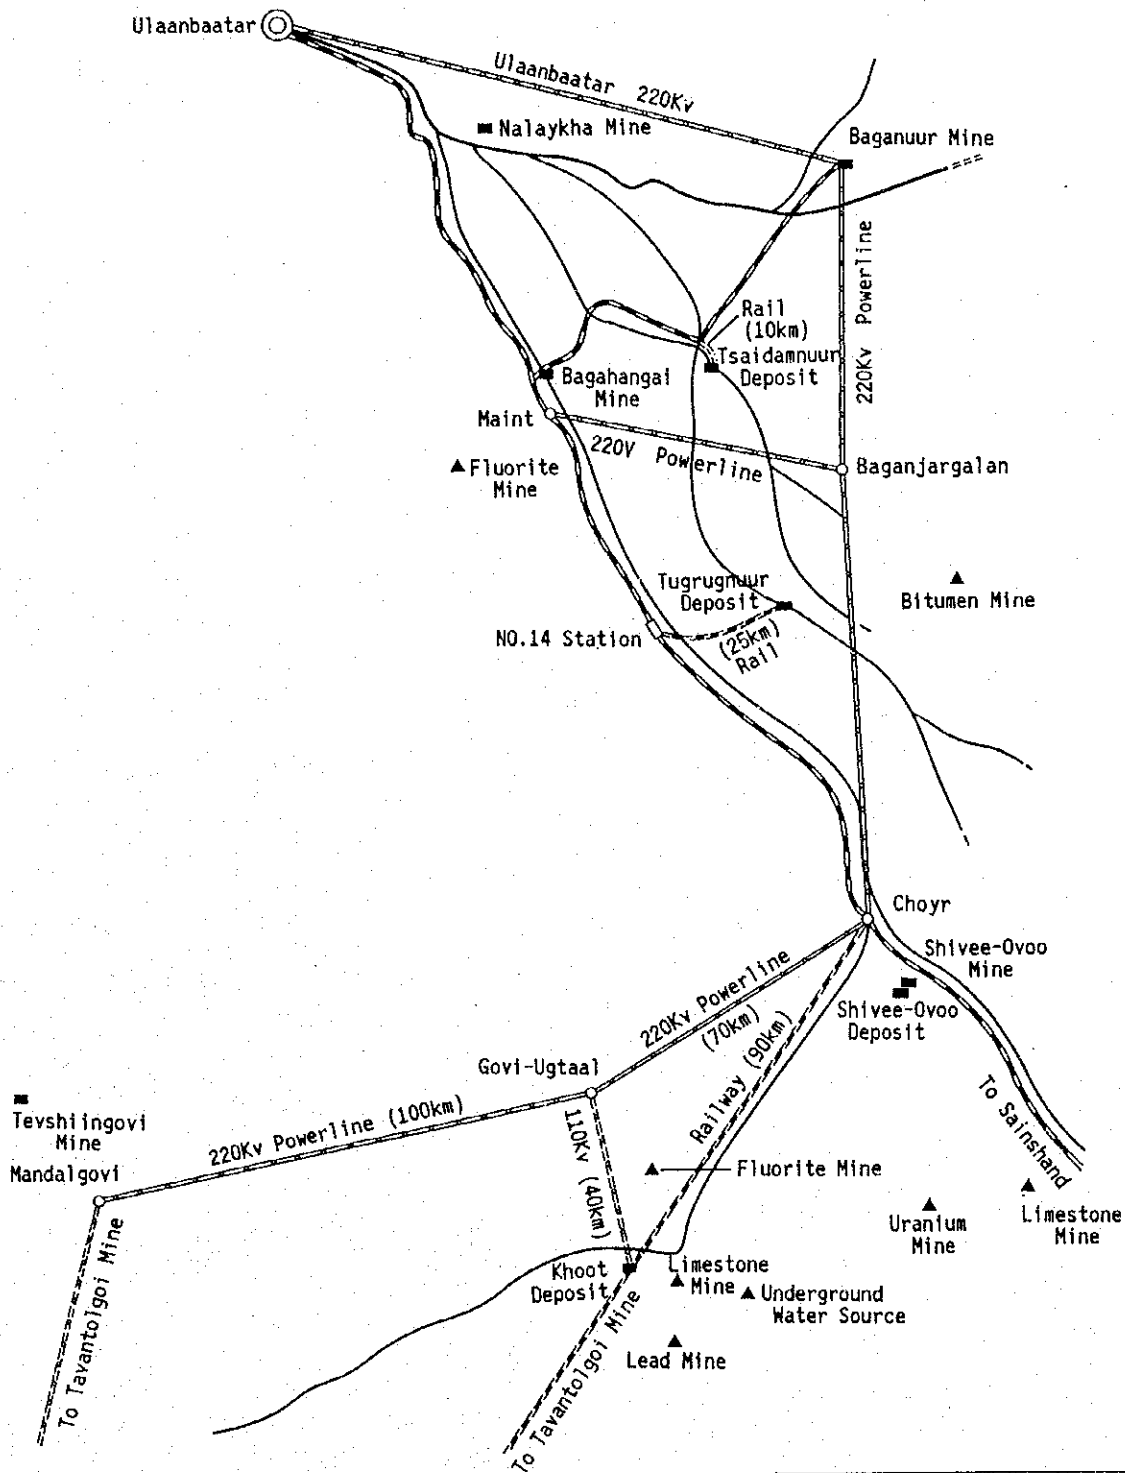 Ulaanbaatar
Ulaanbaatar 220Kv
Nalaykha Mine
Baganuur Mine
220Kv Powerline
Rail
(10km)
Tsaidamnuur
Deposit
Bagahangai
Mine
Maint
220V Powerline
Baganjargalan
Fluorite
Mine
Tugrugnuur
Deposit
Bitumen Mine
NO.14 Station
(25km)
Rail
Choyr
Shivee-Ovoo
Mine
Shivee-Ovoo
Deposit
220Kv Powerline
(70km)
Railway (90km)
Govi-Ugtaal
To Sainshand
Tevshiingovi
Mine
220Kv Powerline (100km)
110Kv (40km)
Mandalgovi
Fluorite Mine
Uranium
Mine
Limestone
Mine
To Tavantolgoi Mine
Khoot
Deposit
Limestone
Mine
Underground
Water Source
Lead Mine
To Tavantolgoi Mine